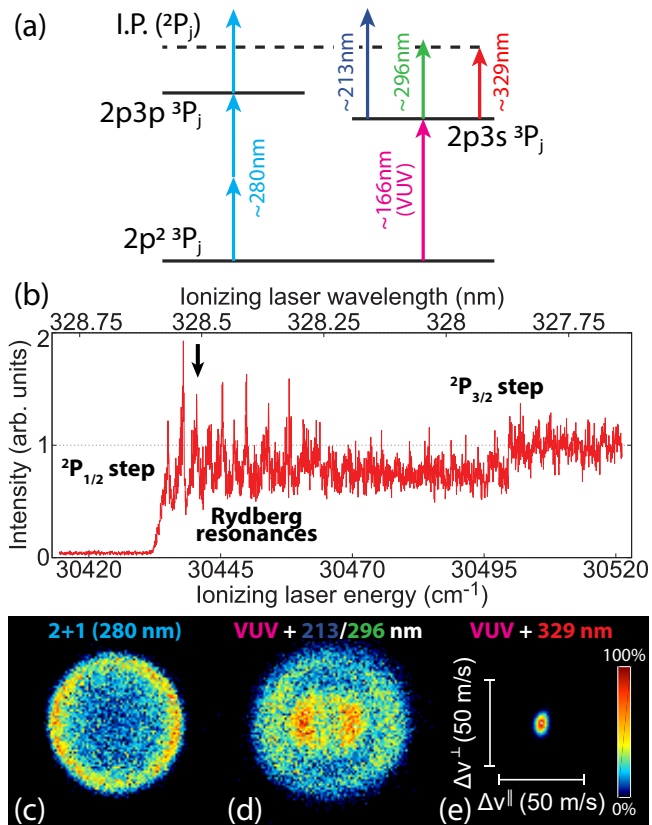 (a)
I.P. (²Pⱼ)
2p3p ³Pⱼ
2p3s ³Pⱼ
2p² ³Pⱼ
~280nm
~213nm
~296nm
~329nm
~166nm
(VUV)
(b)
Ionizing laser wavelength (nm)
328.75 328.5 328.25 328 327.75
Intensity (arb. units)
2
1
0
²P₁/₂ step
²P₃/₂ step
Rydberg
resonances
30420 30445 30470 30495 30520
Ionizing laser energy (cm⁻¹)
2+1 (280 nm)
VUV + 213/296 nm
VUV + 329 nm
100%
0%
Δv⊥ (50 m/s)
Δv∥ (50 m/s)
(c)
(d)
(e)